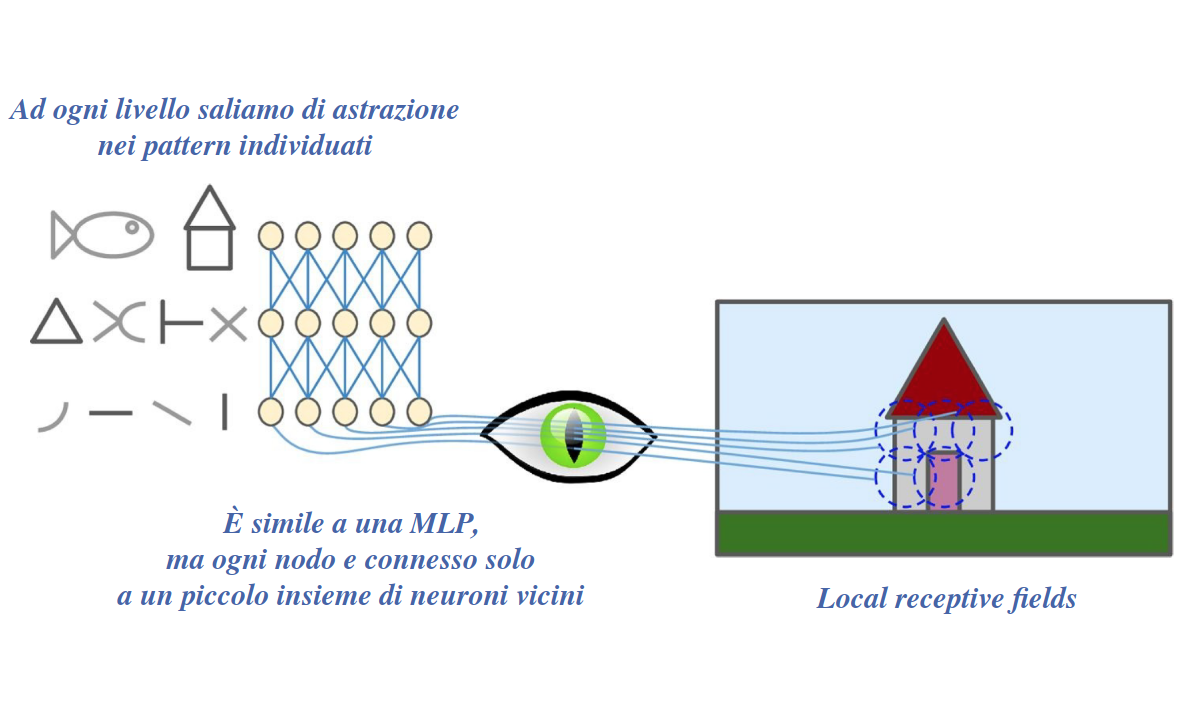 Ad ogni livello saliamo di astrazione
nei pattern individuati
È simile a una MLP,
ma ogni nodo e connesso solo
a un piccolo insieme di neuroni vicini
Local receptive fields